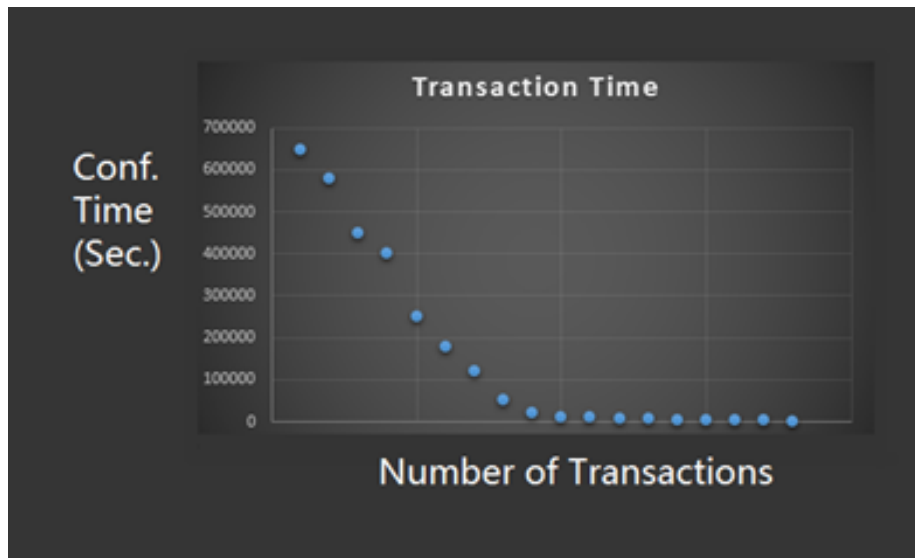 Transaction Time
Conf.
Time
(Sec.)
700000
600000
500000
400000
300000
200000
100000
0
Number of Transactions